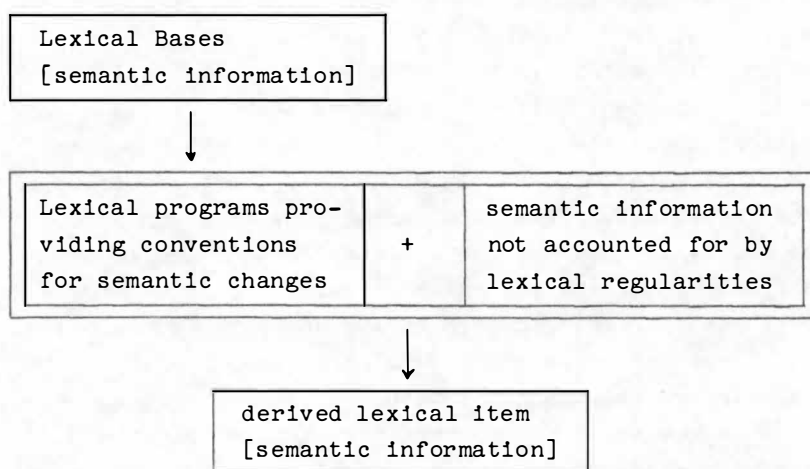 Lexical Bases
[semantic information]
Lexical programs pro-
viding conventions
for semantic changes
+
semantic information
not accounted for by
lexical regularities
derived lexical item
[semantic information]